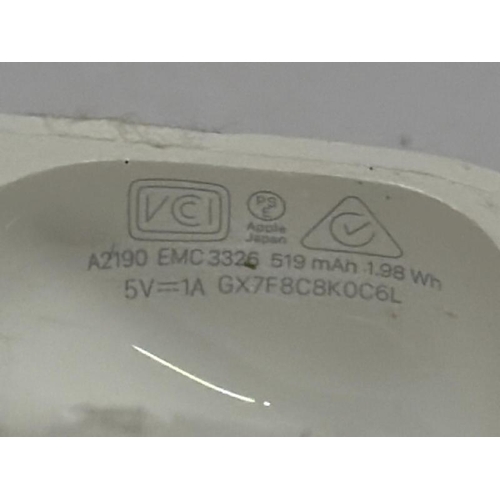 VCI
PS
E
Apple
Japan
A2190 EMC 3326 519 mAh 1.98 Wh
5V⎓1A GX7F8C8K0C6L